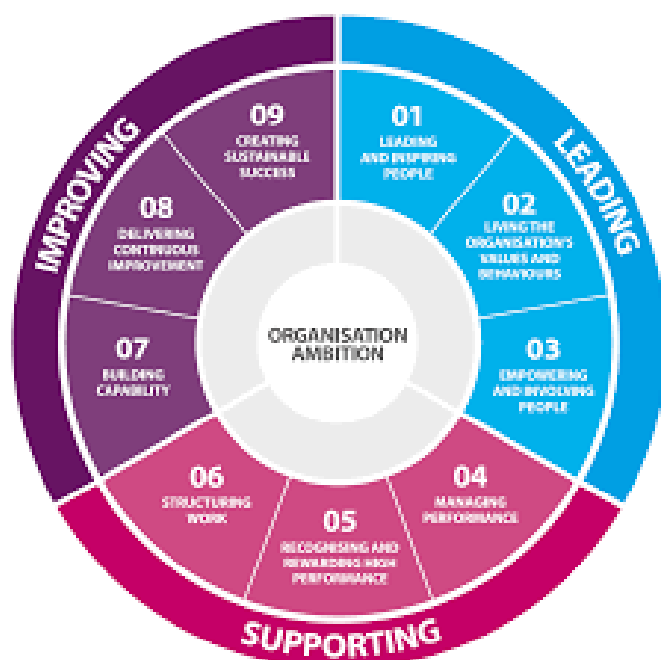 LEADING
01
LEADING
AND INSPIRING
PEOPLE
02
LIVING THE
ORGANISATION'S
VALUES AND
BEHAVIOURS
03
EMPOWERING
AND INVOLVING
PEOPLE
SUPPORTING
04
MANAGING
PERFORMANCE
05
RECOGNISING AND
REWARDING HIGH
PERFORMANCE
06
STRUCTURING
WORK
IMPROVING
07
BUILDING
CAPABILITY
08
DELIVERING
CONTINUOUS
IMPROVEMENT
09
CREATING
SUSTAINABLE
SUCCESS
ORGANISATION
AMBITION